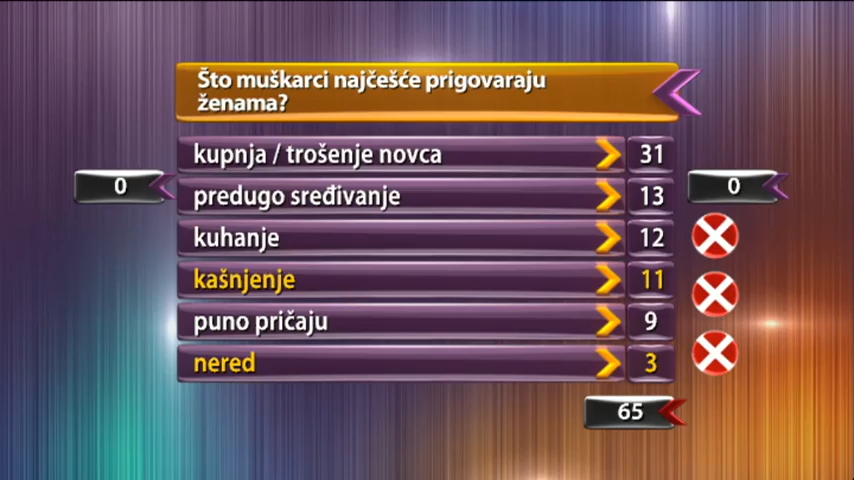 Što muškarci najčešće prigovaraju
ženama?
kupnja / trošenje novca 31
0
predugo sređivanje 13
0
kuhanje 12
kašnjenje 11
puno pričaju 9
nered 3
65